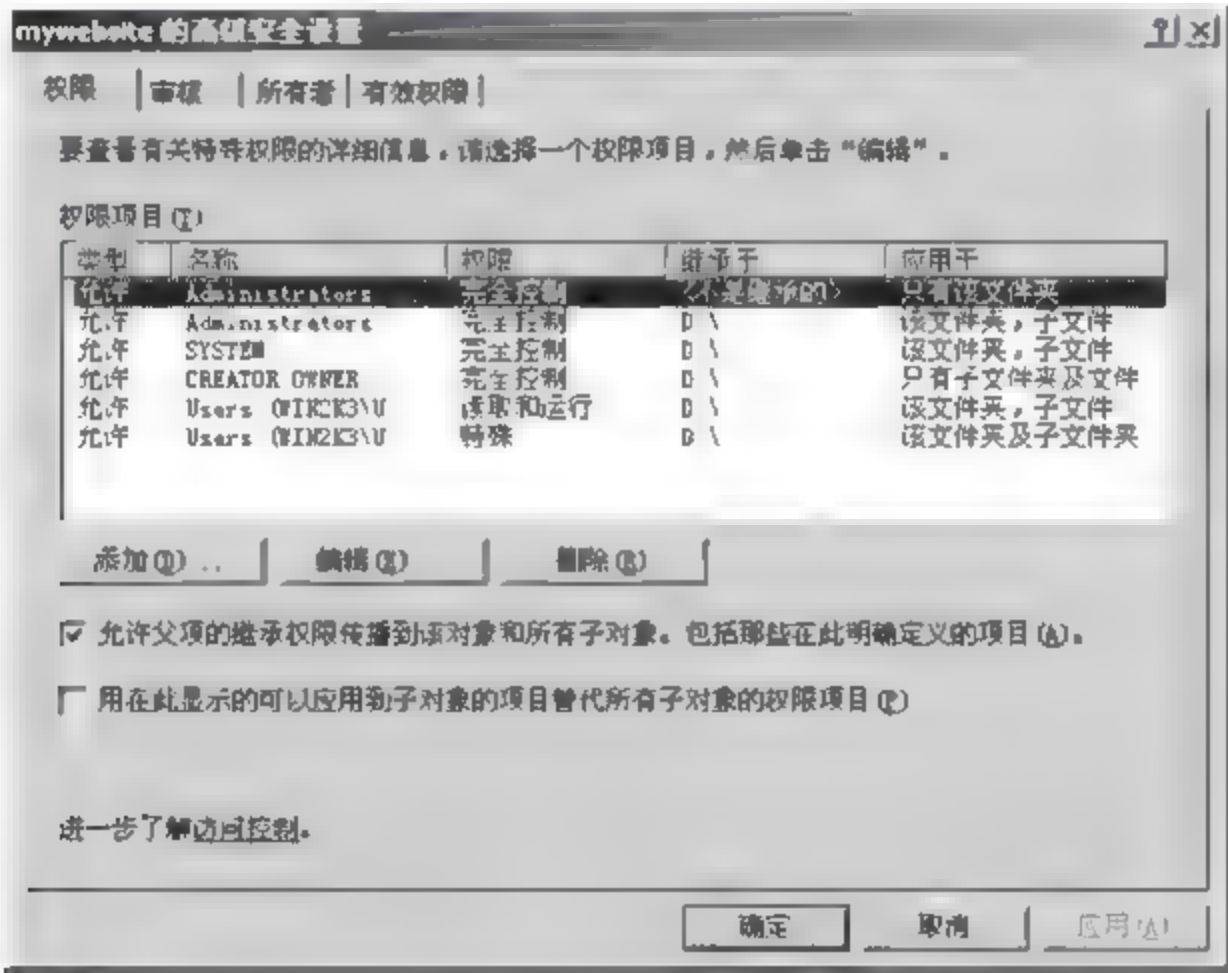 mywebsite 的高级安全设置
权限 审核 所有者 有效权限
要查看有关特殊权限的详细信息，请选择一个权限项目，然后单击“编辑”。
权限项目(T)
类型 名称 权限 继承于 应用于
允许 Administrators 完全控制 <不是继承的> 只有该文件夹
允许 Administrators 完全控制 D:\ 该文件夹，子文件
允许 SYSTEM 完全控制 D:\ 该文件夹，子文件
允许 CREATOR OWNER 完全控制 D:\ 只有子文件夹及文件
允许 Users (WIN2K3\U 读取和运行 D:\ 该文件夹，子文件
允许 Users (WIN2K3\U 特殊 D:\ 该文件夹及子文件夹
添加(D)... 编辑(E) 删除(R)
允许父项的继承权限传播到该对象和所有子对象。包括那些在此明确定义的项目(A)。
用在此显示的可以应用到子对象的项目替代所有子对象的权限项目(P)
进一步了解访问控制。
确定 取消 应用(A)